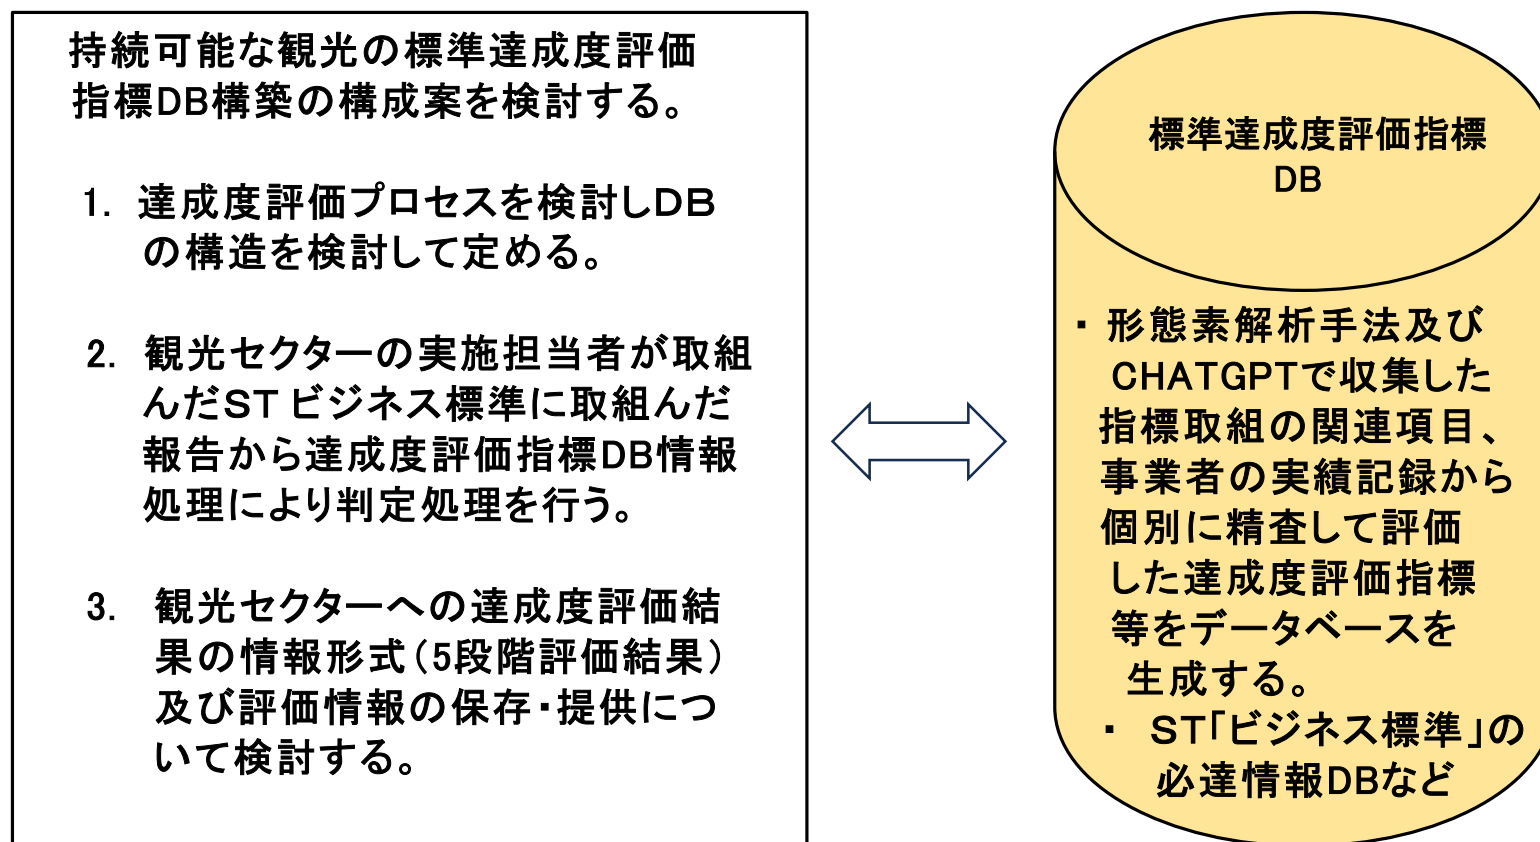 持続可能な観光の標準達成度評価
指標DB構築の構成案を検討する。
1. 達成度評価プロセスを検討しDB
の構造を検討して定める。
2. 観光セクターの実施担当者が取組
んだST ビジネス標準に取組んだ
報告から達成度評価指標DB情報
処理により判定処理を行う。
3. 観光セクターへの達成度評価結
果の情報形式(5段階評価結果)
及び評価情報の保存・提供につ
いて検討する。
標準達成度評価指標
DB
・ 形態素解析手法及び
CHATGPTで収集した
指標取組の関連項目、
事業者の実績記録から
個別に精査して評価
した達成度評価指標
等をデータベースを
生成する。
・ ST「ビジネス標準」の
必達情報DBなど